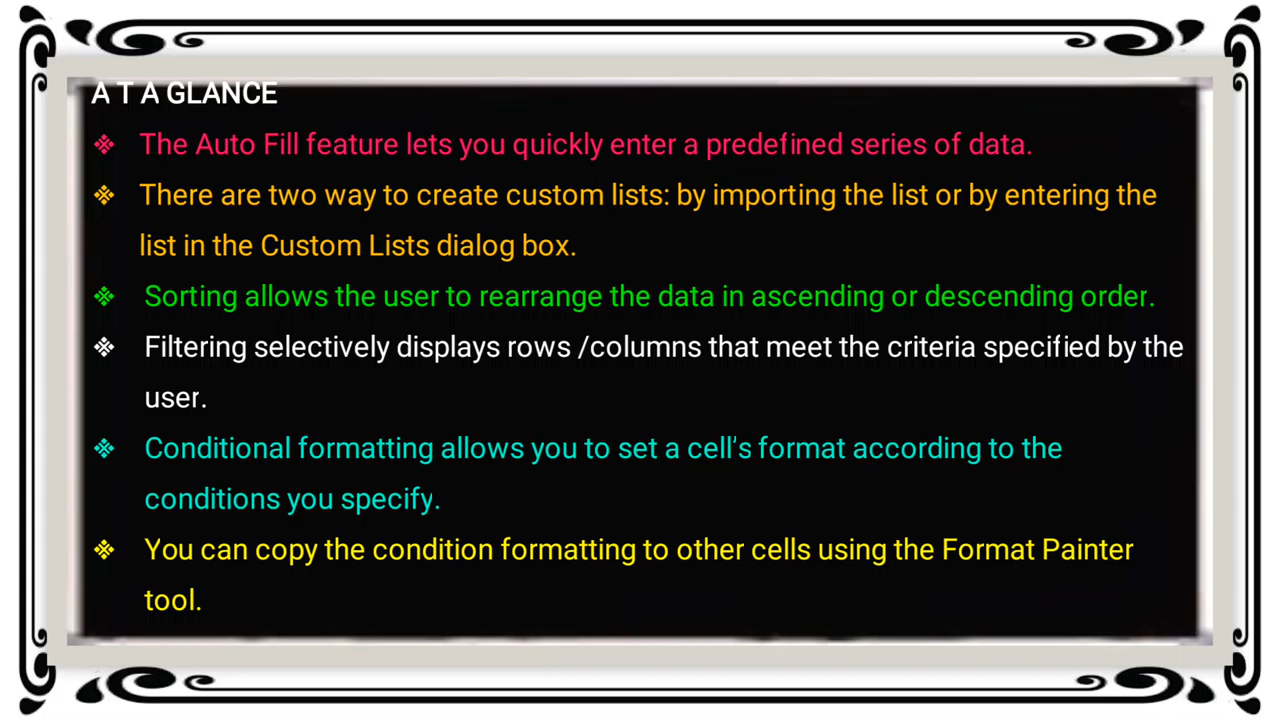 A T A GLANCE
❖ The Auto Fill feature lets you quickly enter a predefined series of data.
❖ There are two way to create custom lists: by importing the list or by entering the
list in the Custom Lists dialog box.
❖ Sorting allows the user to rearrange the data in ascending or descending order.
❖ Filtering selectively displays rows /columns that meet the criteria specified by the
user.
❖ Conditional formatting allows you to set a cell's format according to the
conditions you specify.
❖ You can copy the condition formatting to other cells using the Format Painter
tool.